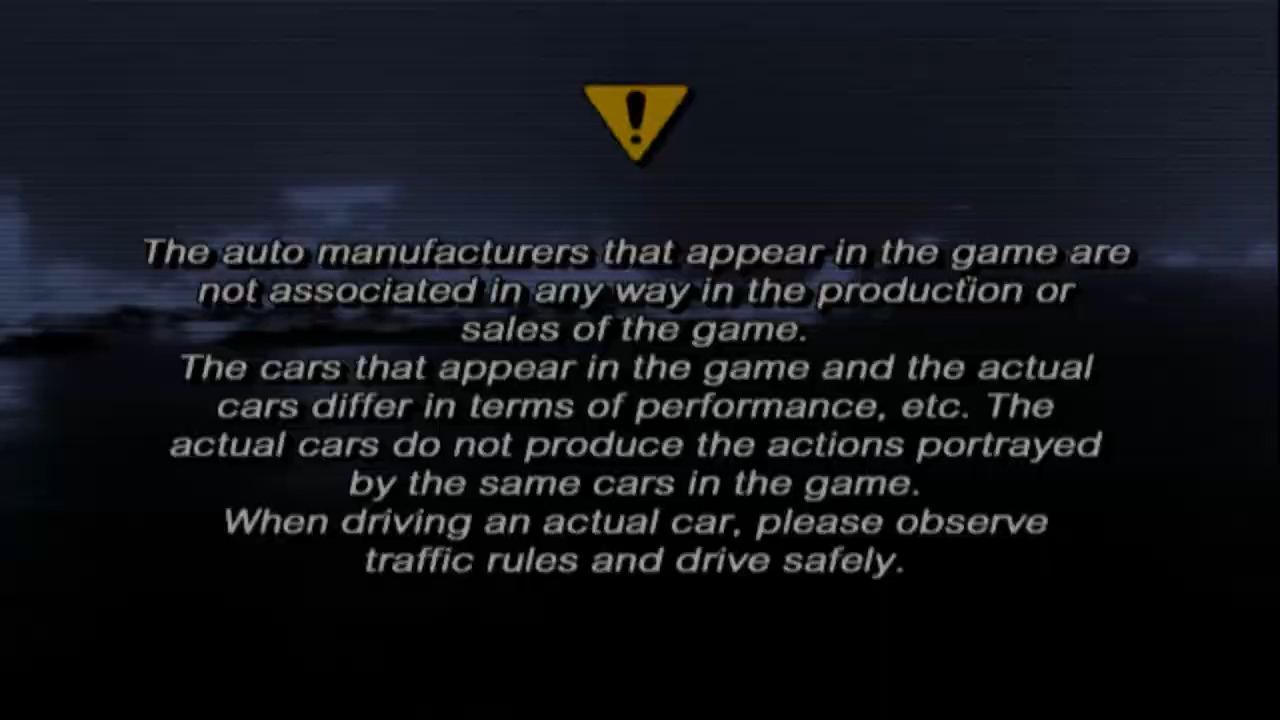 The auto manufacturers that appear in the game are
not associated in any way in the production or
sales of the game.
The cars that appear in the game and the actual
cars differ in terms of performance, etc. The
actual cars do not produce the actions portrayed
by the same cars in the game.
When driving an actual car, please observe
traffic rules and drive safely.